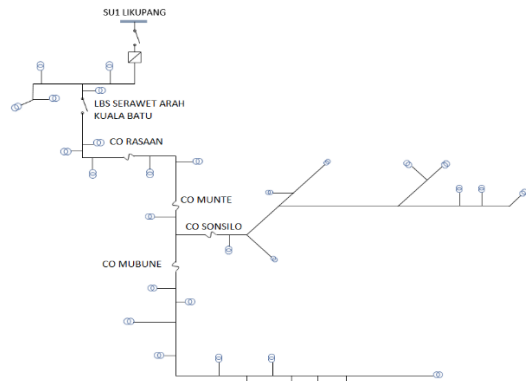 SU1 LIKUPANG
LBS SERAWET ARAH
KUALA BATU
CO RASAAN
CO MUNTE
CO SONSILO
CO MUBUNE